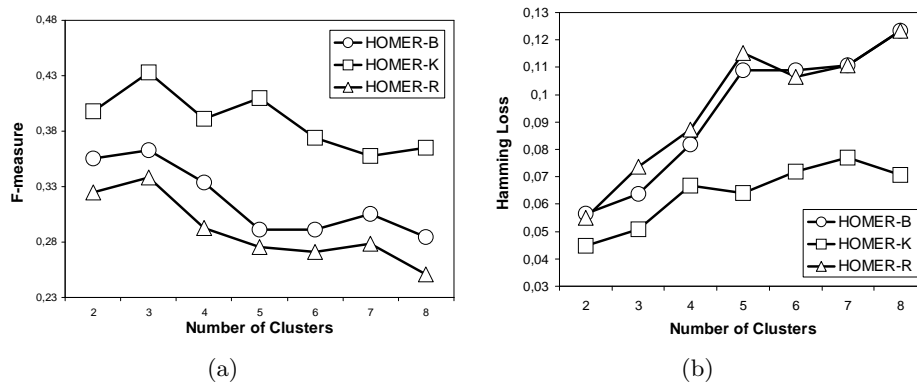 0,48
0,43
0,38
0,33
0,28
0,23
F-measure
HOMER-B
HOMER-K
HOMER-R
2 3 4 5 6 7 8
Number of Clusters
(a)
0,13
0,12
0,11
0,1
0,09
0,08
0,07
0,06
0,05
0,04
0,03
Hamming Loss
HOMER-B
HOMER-K
HOMER-R
2 3 4 5 6 7 8
Number of Clusters
(b)